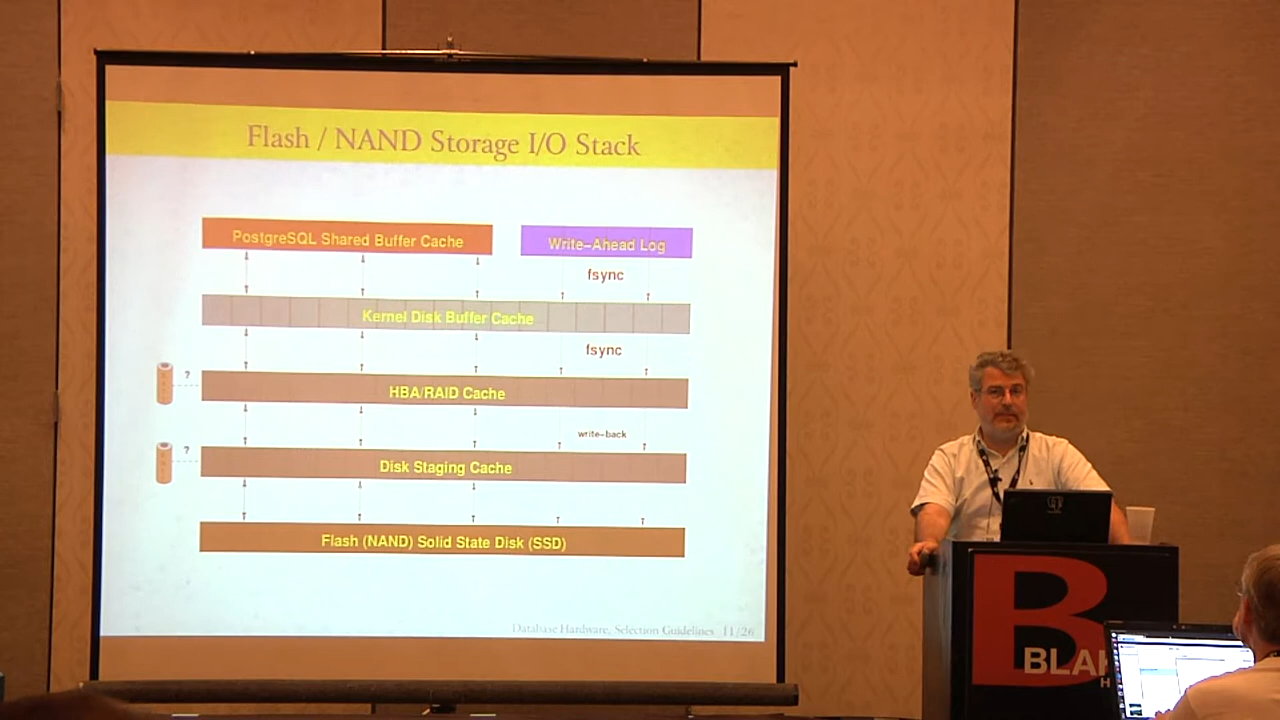 Flash / NAND Storage I/O Stack
PostgreSQL Shared Buffer Cache
Write–Ahead Log
fsync
Kernel Disk Buffer Cache
fsync
?
HBA/RAID Cache
write–back
?
Disk Staging Cache
Flash (NAND) Solid State Disk (SSD)
Database Hardware, Selection Guidelines 11/26
B
BLA
H